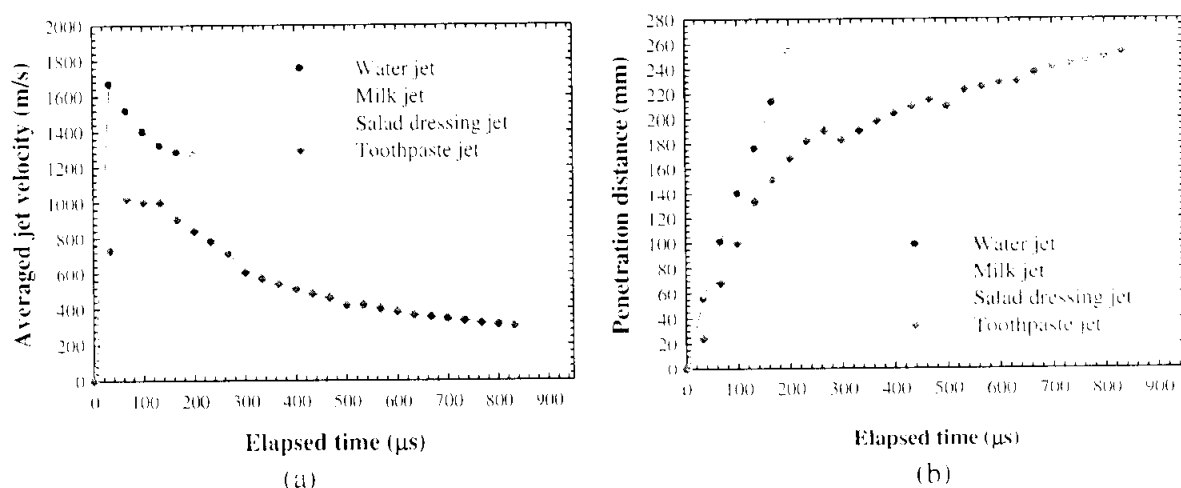 2000
1800
1600
1400
1200
1000
800
600
400
200
0
Averaged jet velocity (m/s)
Water jet
Milk jet
Salad dressing jet
Toothpaste jet
0 100 200 300 400 500 600 700 800 900
Elapsed time (μs)
(a)
280
260
240
220
200
180
160
140
120
100
80
60
40
20
0
Penetration distance (mm)
Water jet
Milk jet
Salad dressing jet
Toothpaste jet
0 100 200 300 400 500 600 700 800 900
Elapsed time (μs)
(b)